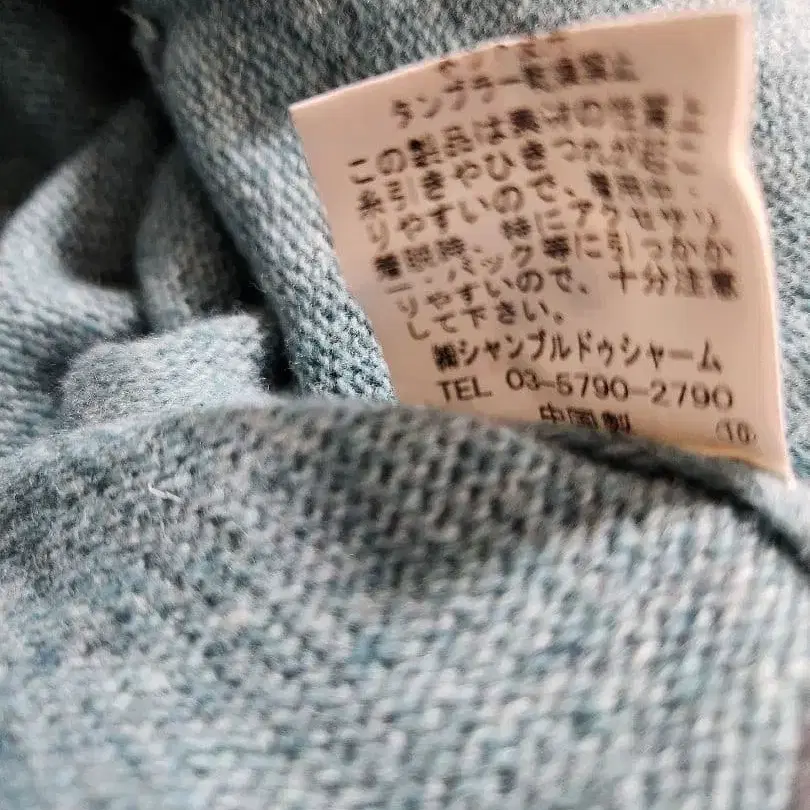 タンブラー乾燥禁止
この製品は素材の性質上
糸引きやひきつれが起こ
りやすいので、着用中・
着脱時、特にアクセサリ
ー・バック等に引っかか
りやすいので、十分注意
して下さい。
㈱シャンブルドゥシャーム
TEL 03-5790-2790
中国製 (10)